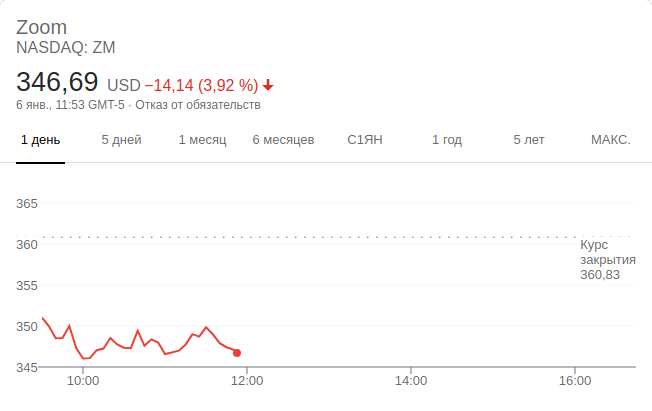 Zoom
NASDAQ: ZM
346,69 USD −14,14 (3,92 %)
6 янв., 11:53 GMT-5 · Отказ от обязательств
1 день 5 дней 1 месяц 6 месяцев С1ЯН 1 год 5 лет МАКС.
365
360
Курс
закрытия
360,83
355
350
345
10:00 12:00 14:00 16:00